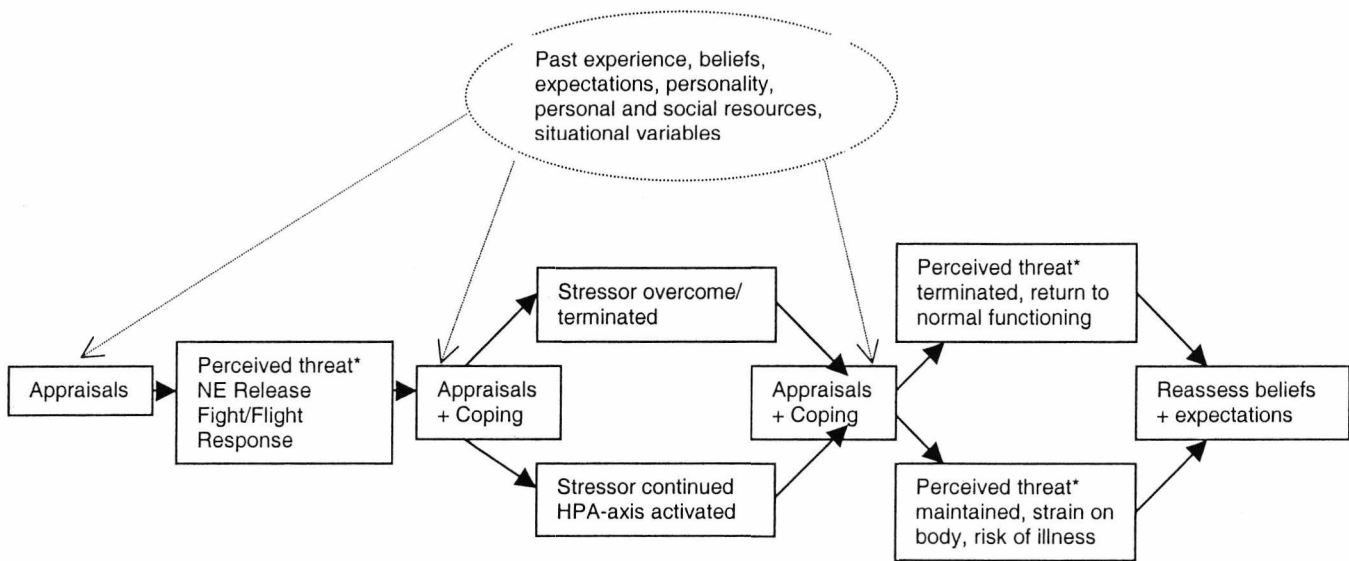 Past experience, beliefs,
expectations, personality,
personal and social resources,
situational variables
Appraisals
Perceived threat*
NE Release
Fight/Flight
Response
Appraisals
+ Coping
Stressor overcome/
terminated
Stressor continued
HPA-axis activated
Appraisals
+ Coping
Perceived threat*
terminated, return to
normal functioning
Perceived threat*
maintained, strain on
body, risk of illness
Reassess beliefs
+ expectations